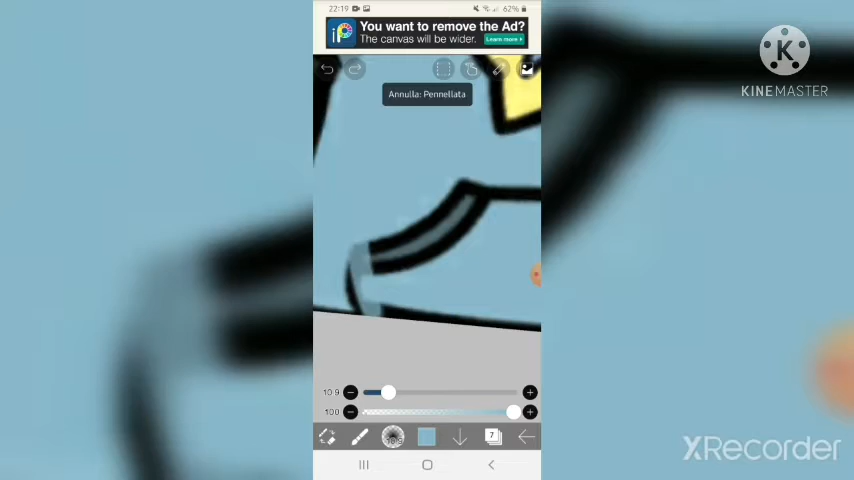 22:19
62%
You want to remove the Ad?
The canvas will be wider.
Learn more
iP
K
KINEMASTER
Annulla: Pennellata
10.9
100
7
XRecorder